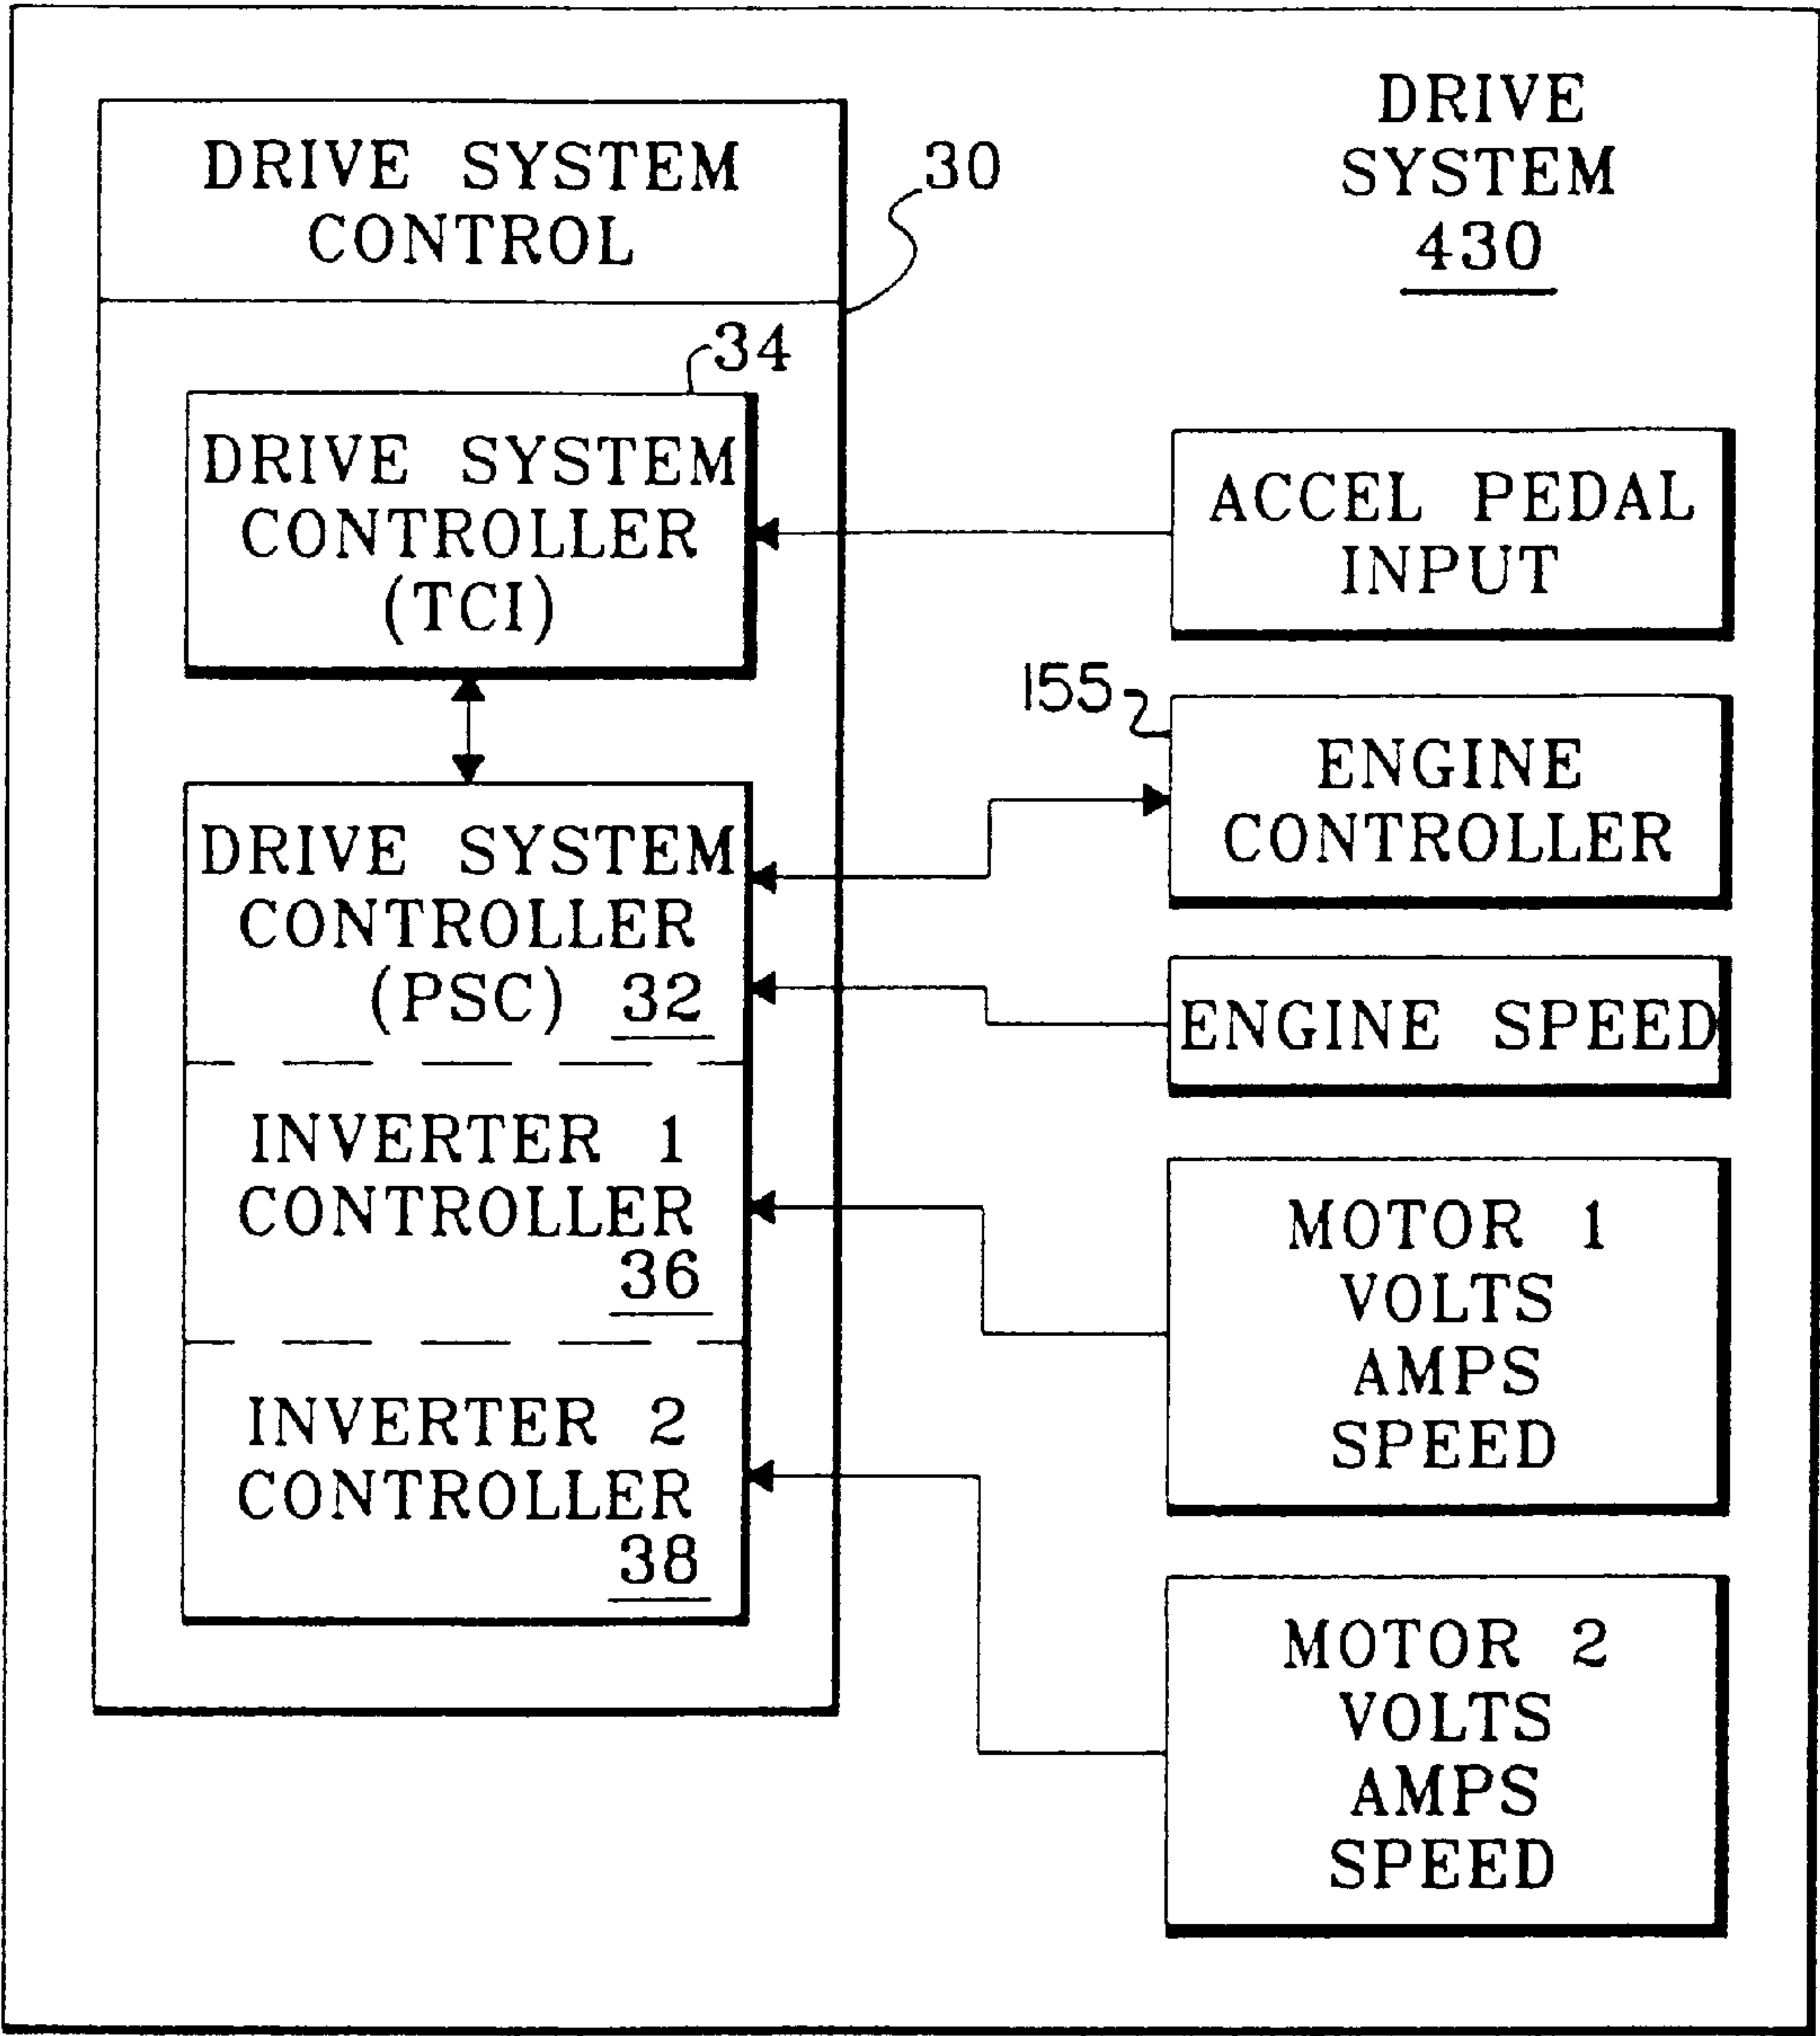 DRIVE SYSTEM
CONTROL
30
DRIVE
SYSTEM
430
34
DRIVE SYSTEM
CONTROLLER
(TCI)
ACCEL PEDAL
INPUT
155
ENGINE
CONTROLLER
DRIVE SYSTEM
CONTROLLER
(PSC) 32
ENGINE SPEED
INVERTER 1
CONTROLLER
36
MOTOR 1
VOLTS
AMPS
SPEED
INVERTER 2
CONTROLLER
38
MOTOR 2
VOLTS
AMPS
SPEED